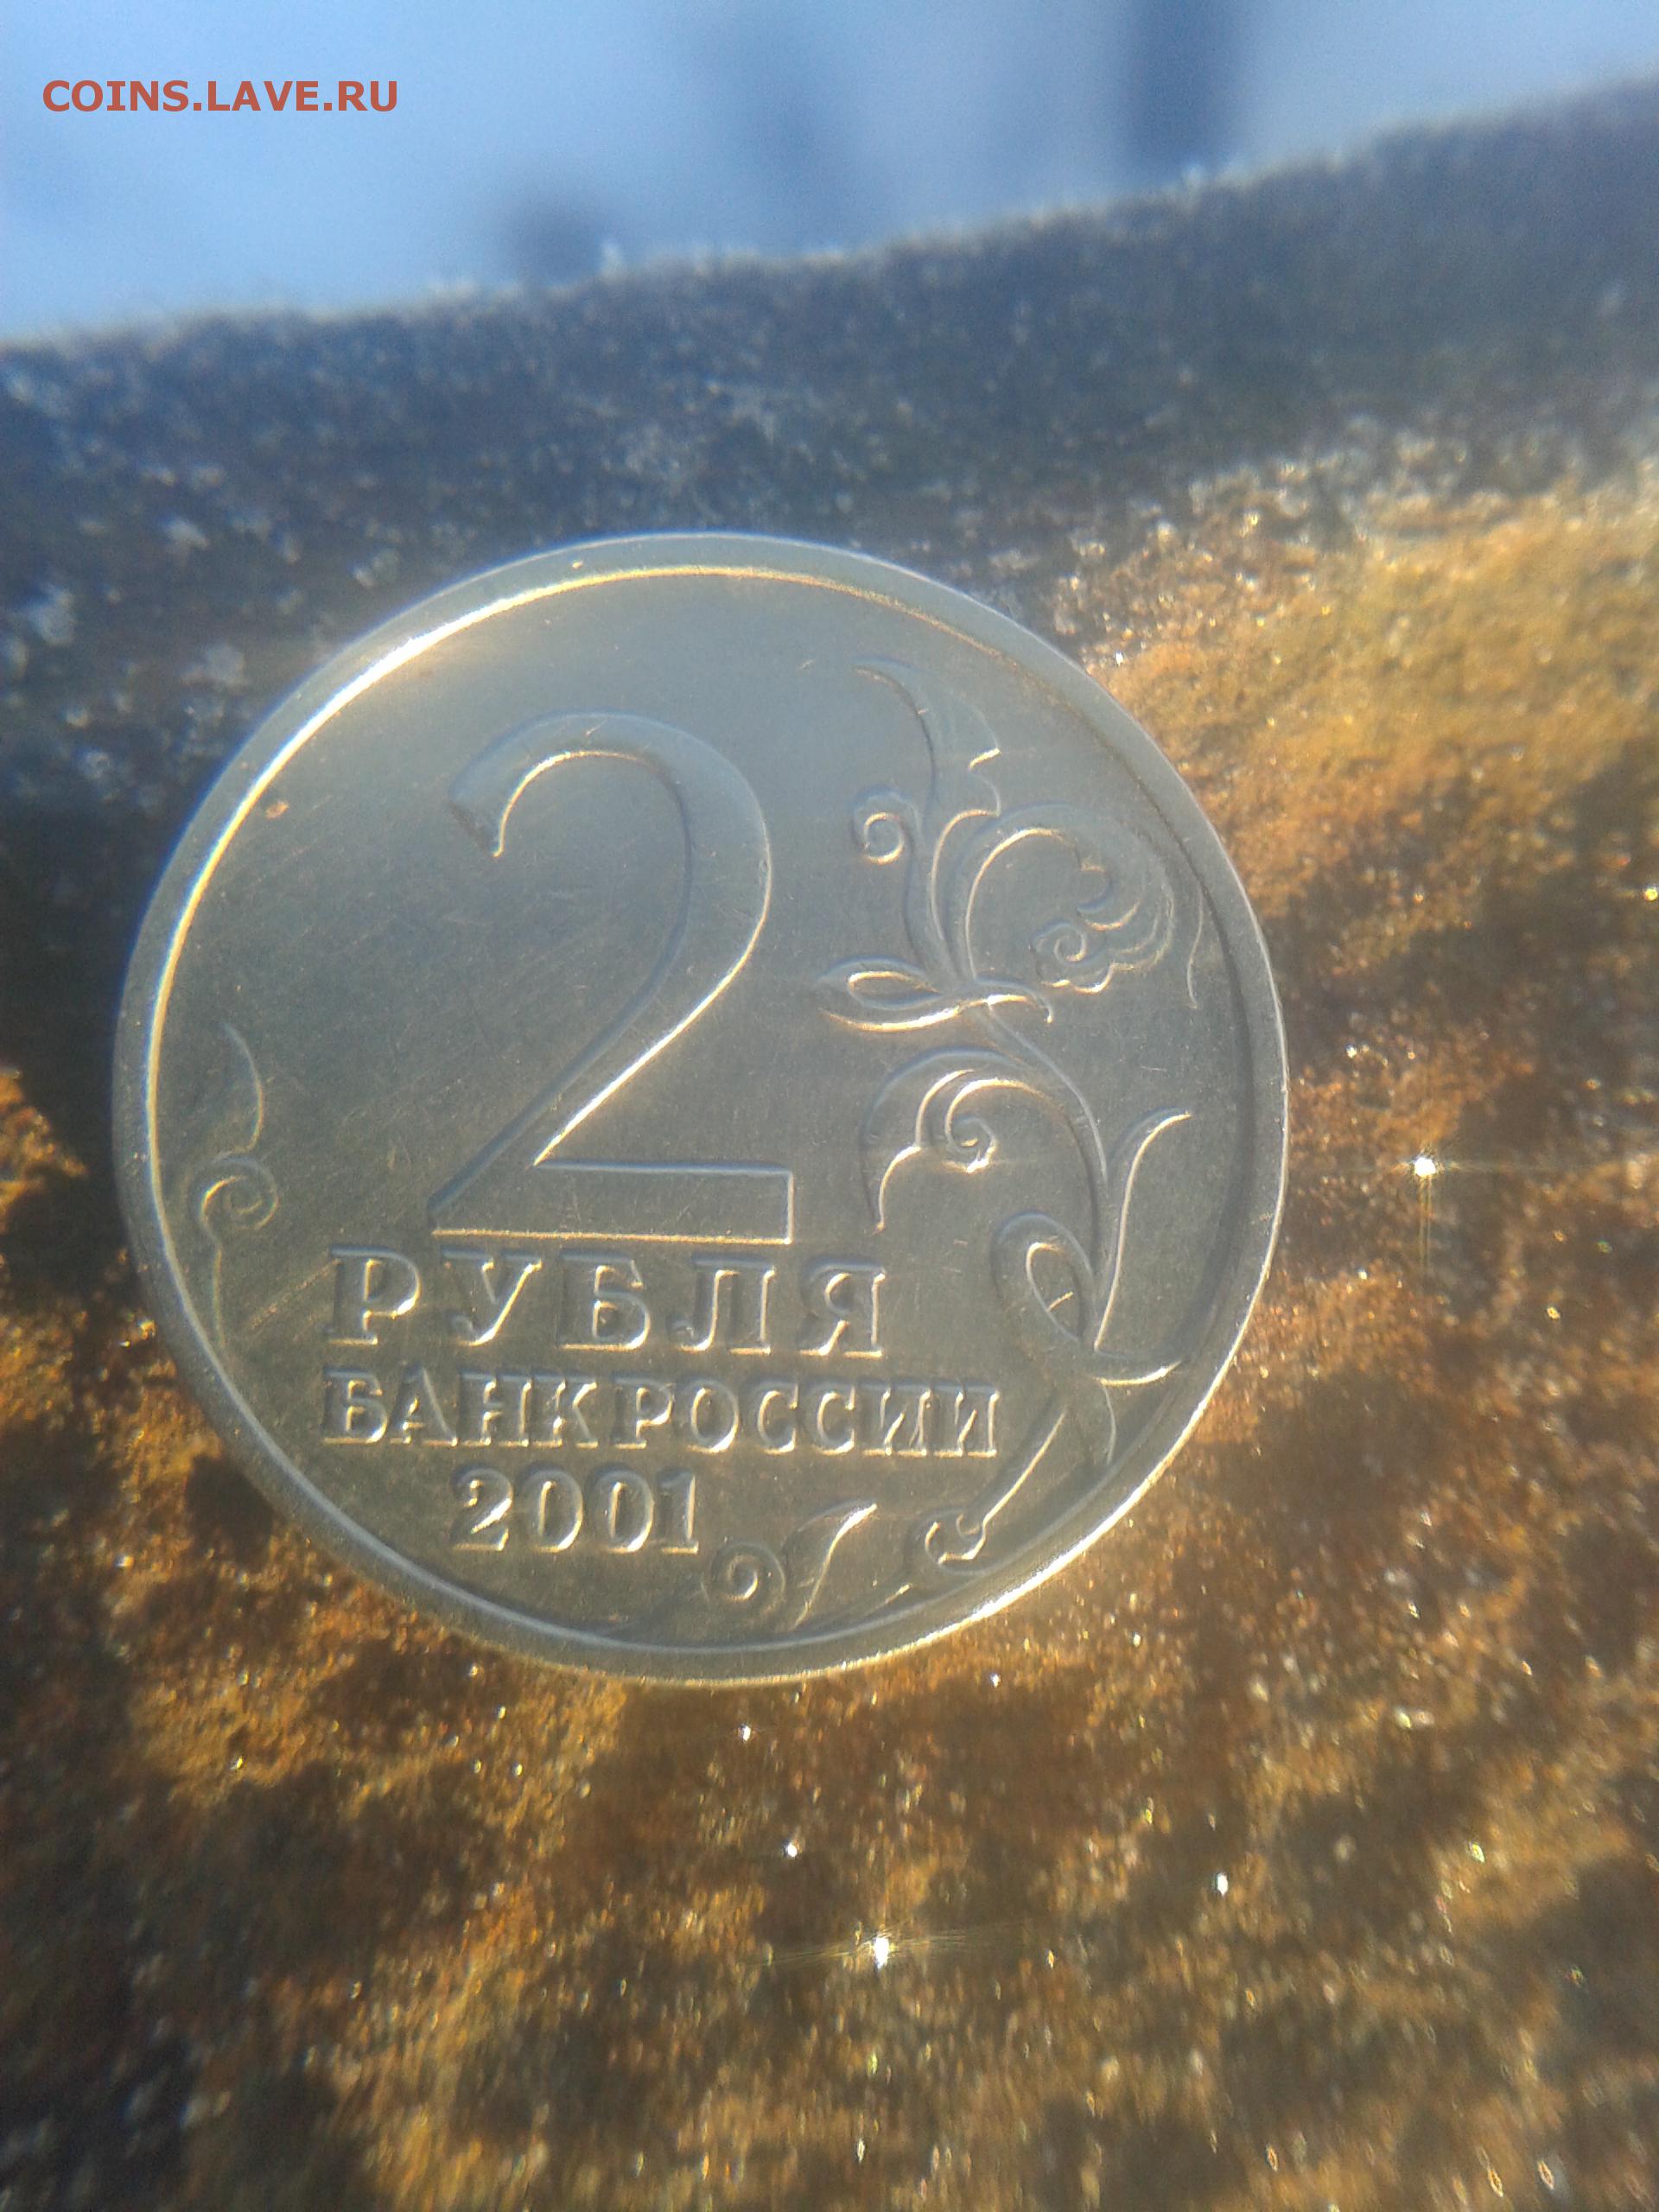 COINS.LAVE.RU
2
РУБЛЯ
БАНК РОССИИ
2001